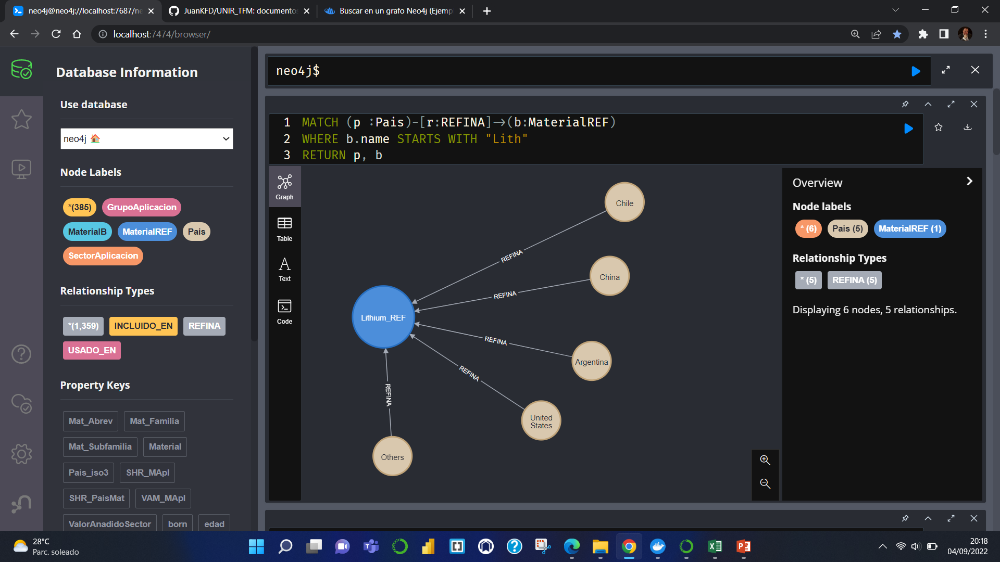 neo4j@neo4j://localhost:7687/ne
JuanKFD/UNIR_TFM: documento
Buscar en un grafo Neo4j (Ejemp
localhost:7474/browser/
Database Information
Use database
neo4j
Node Labels
*(385) GrupoAplicacion
MaterialB MaterialREF Pais
SectorAplicacion
Relationship Types
*(1,359) INCLUIDO_EN REFINA
USADO_EN
Property Keys
Mat_Abrev Mat_Familia
Mat_Subfamilia Material
Pais_iso3 SHR_MApl
SHR_PaisMat VAM_MApl
ValorAnadidoSector born edad
neo4j$
1 MATCH (p :Pais)-[r:REFINA]->(b:MaterialREF)
2 WHERE b.name STARTS WITH "Lith"
3 RETURN p, b
Graph
Table
Text
Code
Chile
REFINA
China
REFINA
Lithium_REF
REFINA
Argentina
REFINA
United
States
REFINA
Others
Overview
Node labels
* (6) Pais (5) MaterialREF (1)
Relationship Types
* (5) REFINA (5)
Displaying 6 nodes, 5 relationships.
28°C
Parc. soleado
20:18
04/09/2022